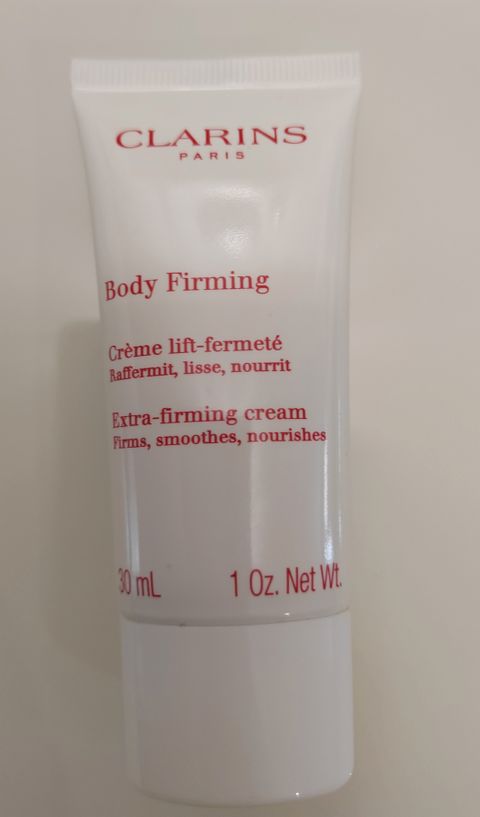 CLARINS
PARIS
Body Firming
Crème lift-fermeté
Raffermit, lisse, nourrit
Extra-firming cream
Firms, smoothes, nourishes
30 mL 1 Oz. Net Wt.